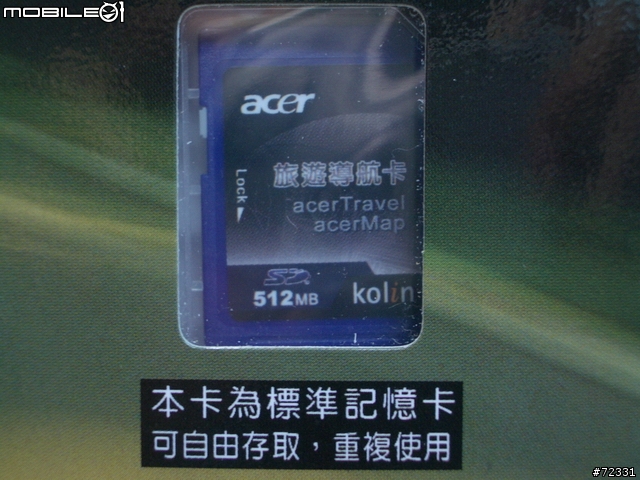 MOBILE01
acer
旅遊導航卡
Lock
acerTravel
acerMap
SD
512MB
kolin
本卡為標準記憶卡
可自由存取，重複使用
#72331